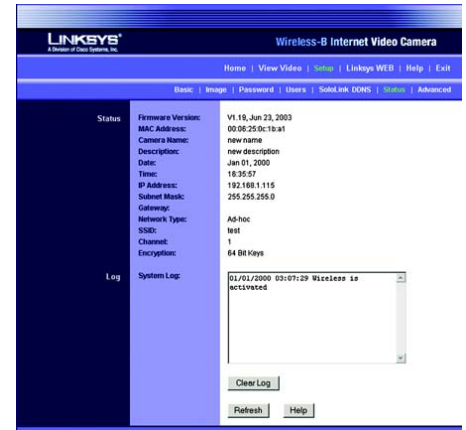 LINKSYS®
A Division of Cisco Systems, Inc.
Wireless-B Internet Video Camera
Home | View Video | Setup | Linksys WEB | Help | Exit
Basic | Image | Password | Users | SoloLink DDNS | Status | Advanced
Status
Firmware Version: V1.19, Jun 23, 2003
MAC Address: 00:06:25:0c:1b:a1
Camera Name: new name
Description: new description
Date: Jan 01, 2000
Time: 16:35:57
IP Address: 192.168.1.115
Subnet Mask: 255.255.255.0
Gateway:
Network Type: Ad-hoc
SSID: test
Channel: 1
Encryption: 64 Bit Keys
Log
System Log: 01/01/2000 03:07:29 Wireless is
activated
Clear Log
Refresh Help